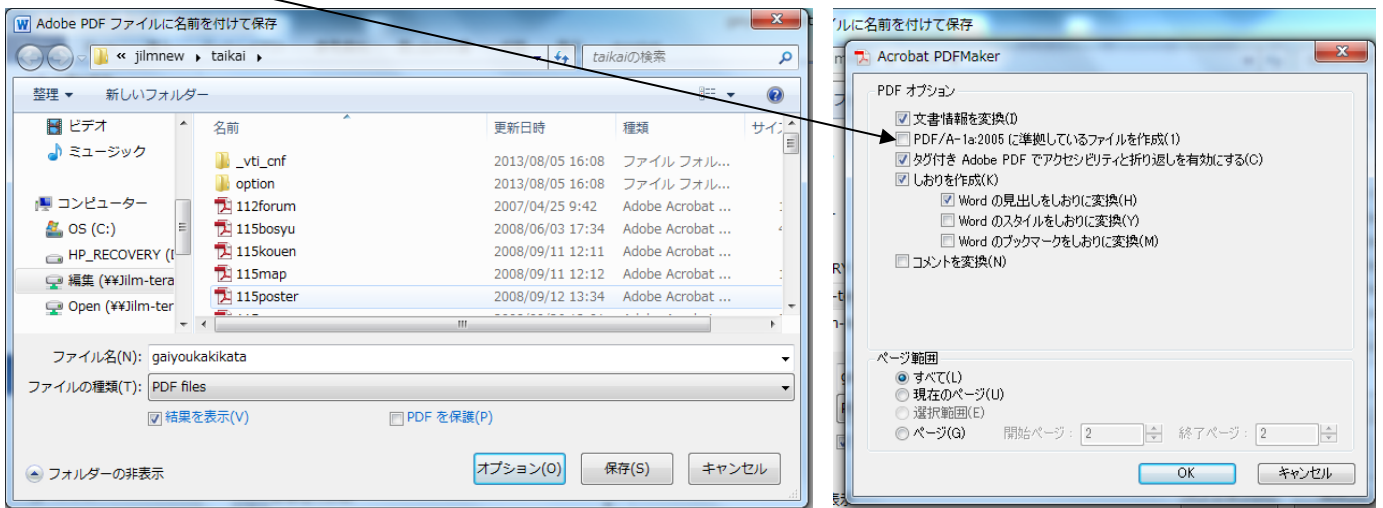 Adobe PDF ファイルに名前を付けて保存
« jilmnew taikai
taikaiの検索
整理 新しいフォルダー
ビデオ
ミュージック
コンピューター
OS (C:)
HP_RECOVERY (
編集 (¥¥Jilm-tera
Open (¥¥Jilm-ter
名前 更新日時 種類 サイ
_vti_cnf 2013/08/05 16:08 ファイル フォル...
option 2013/08/05 16:08 ファイル フォル...
112forum 2007/04/25 9:42 Adobe Acrobat ...
115bosyu 2008/06/03 17:34 Adobe Acrobat ...
115kouen 2008/09/11 12:11 Adobe Acrobat ...
115map 2008/09/11 12:12 Adobe Acrobat ...
115poster 2008/09/12 13:34 Adobe Acrobat ...
ファイル名(N): gaiyoukakikata
ファイルの種類(T): PDF files
結果を表示(V) PDF を保護(P)
フォルダーの非表示
オプション(O) 保存(S) キャンセル
ルに名前を付けて保存
Acrobat PDFMaker
PDF オプション
文書情報を変換(I)
PDF/A-1a:2005 に準拠しているファイルを作成(1)
タグ付き Adobe PDF でアクセシビリティと折り返しを有効にする(C)
しおりを作成(K)
Word の見出しをしおりに変換(H)
Word のスタイルをしおりに変換(Y)
Word のブックマークをしおりに変換(M)
コメントを変換(N)
ページ範囲
すべて(L)
現在のページ(U)
選択範囲(E)
ページ(G) 開始ページ: 2 終了ページ: 2
OK キャンセル